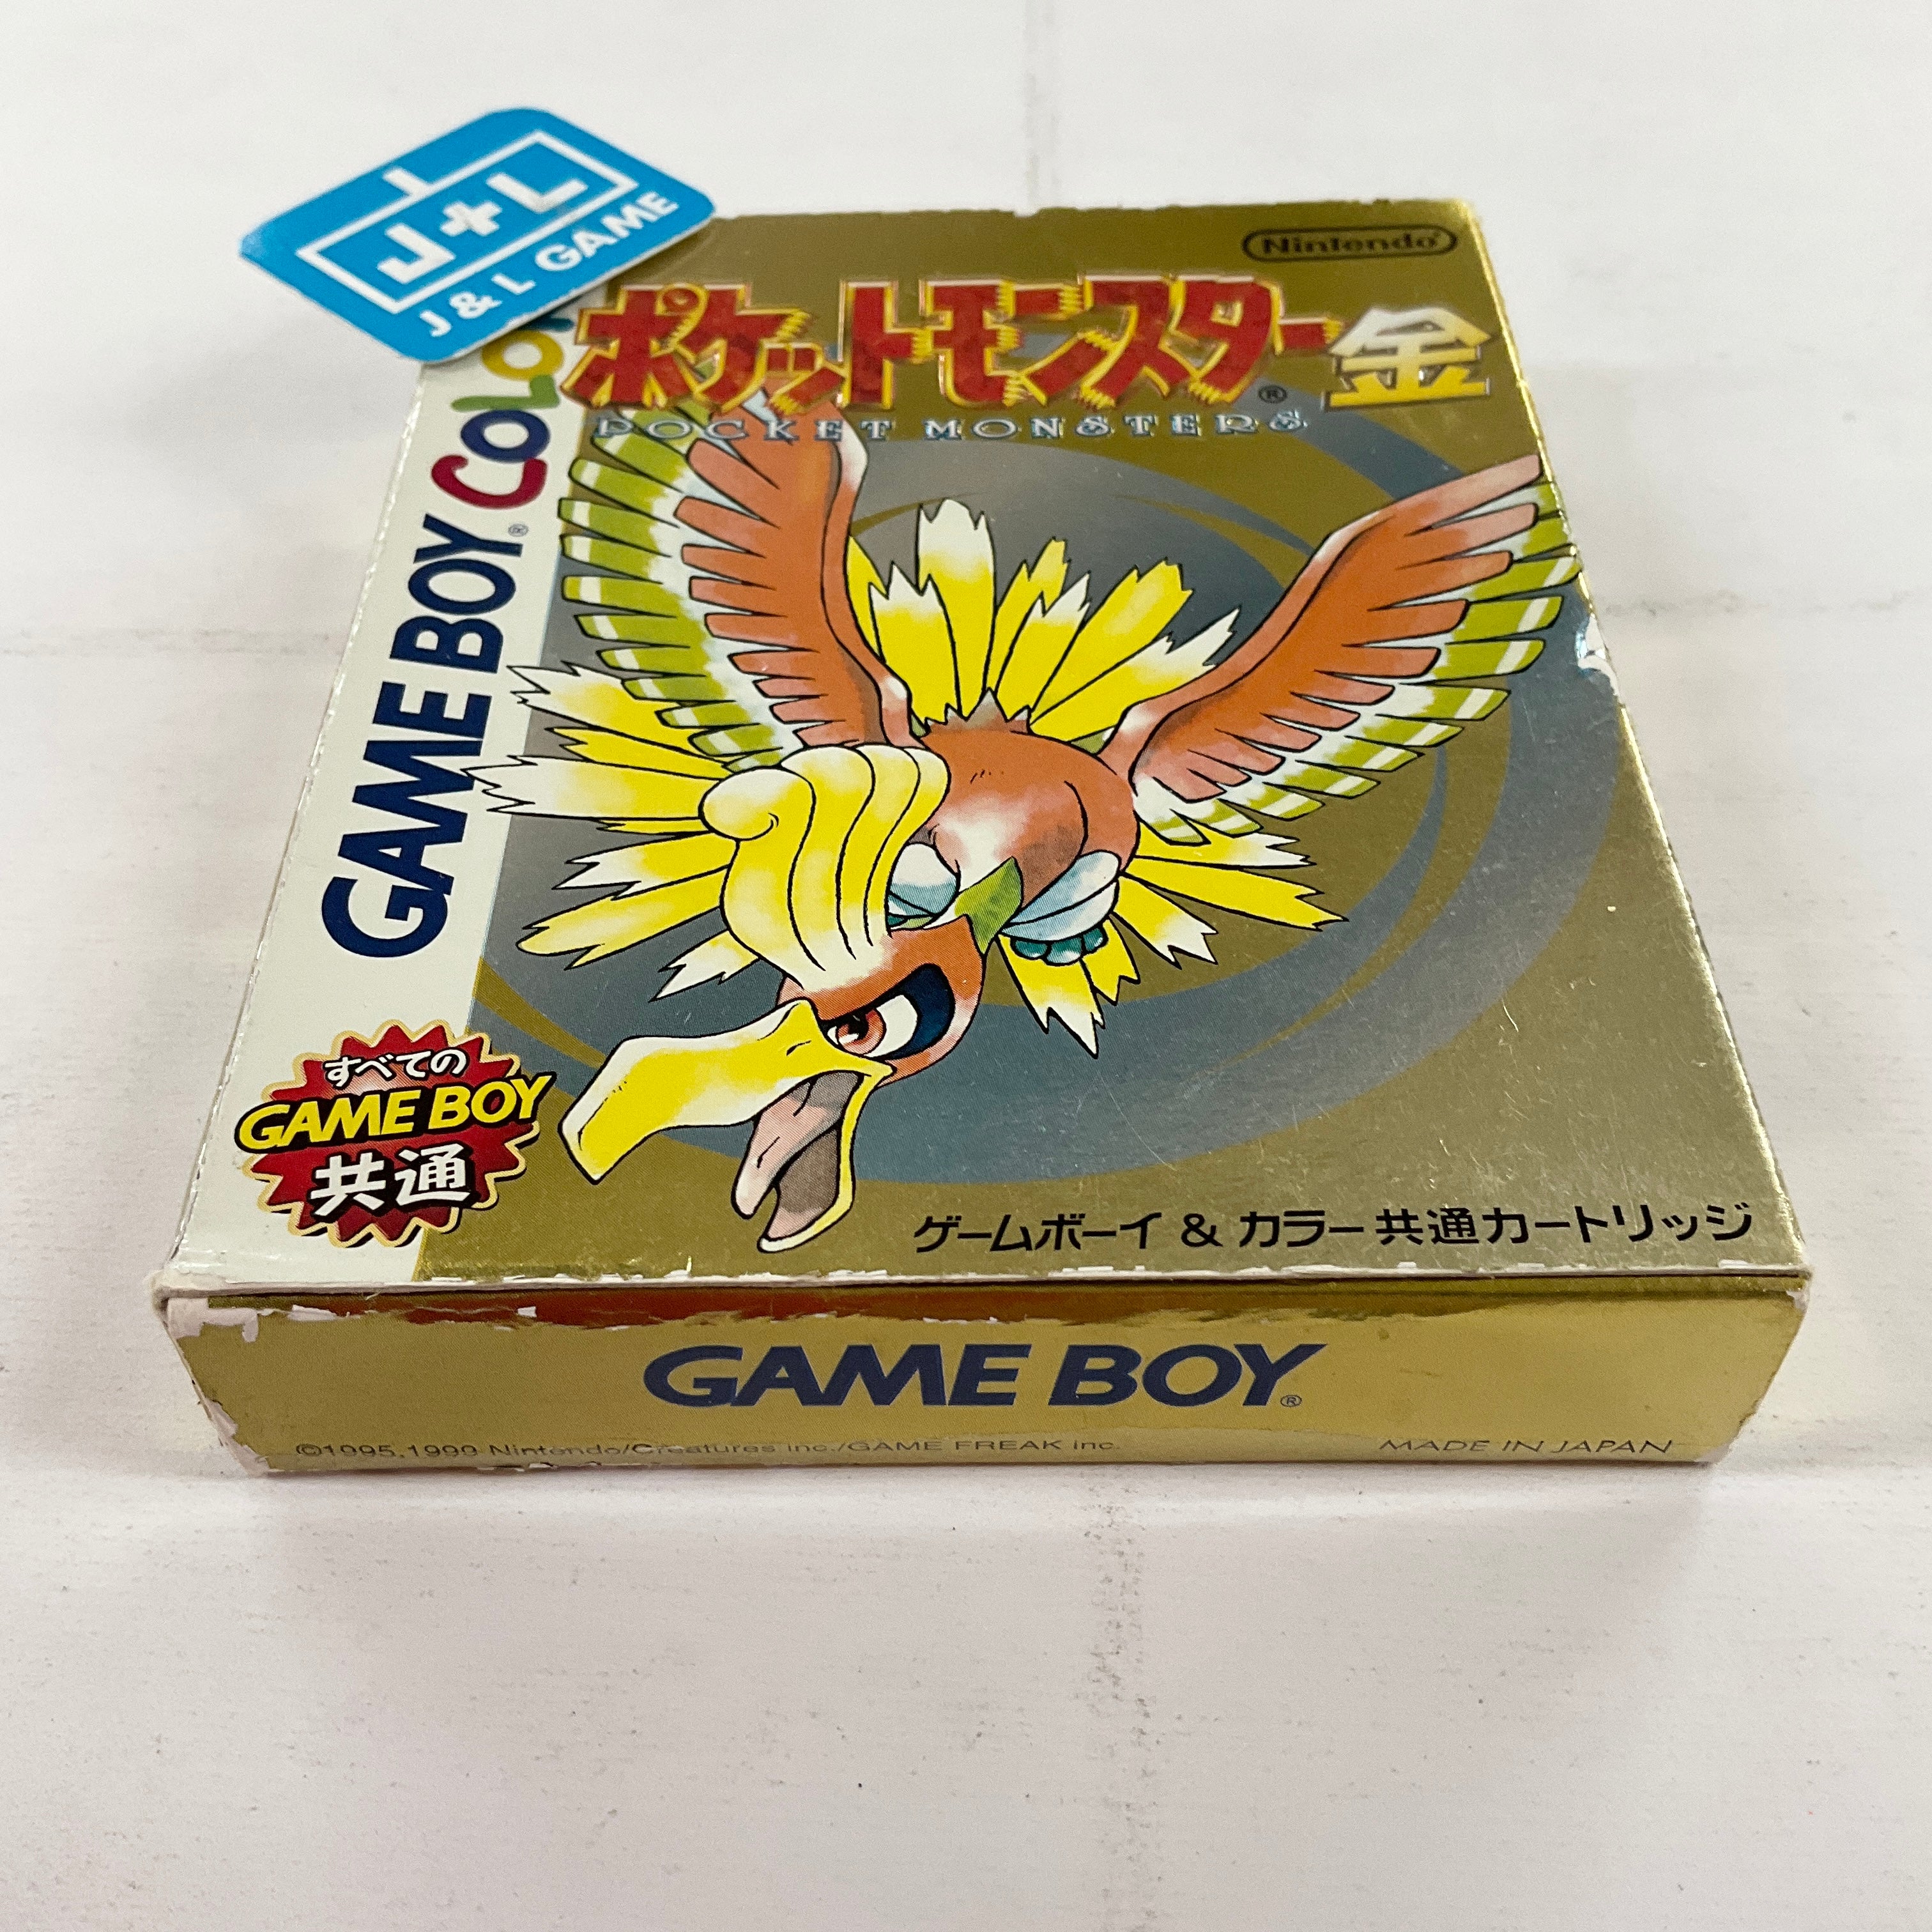 J+L
J & L GAME
Nintendo®
ポケットモンスター®金
POCKET MONSTERS
GAME BOY® COLOR
すべての
GAME BOY
共通
ゲームボーイ & カラー共通カートリッジ
GAME BOY®
©1995,1999 Nintendo/Creatures inc./GAME FREAK inc.
MADE IN JAPAN